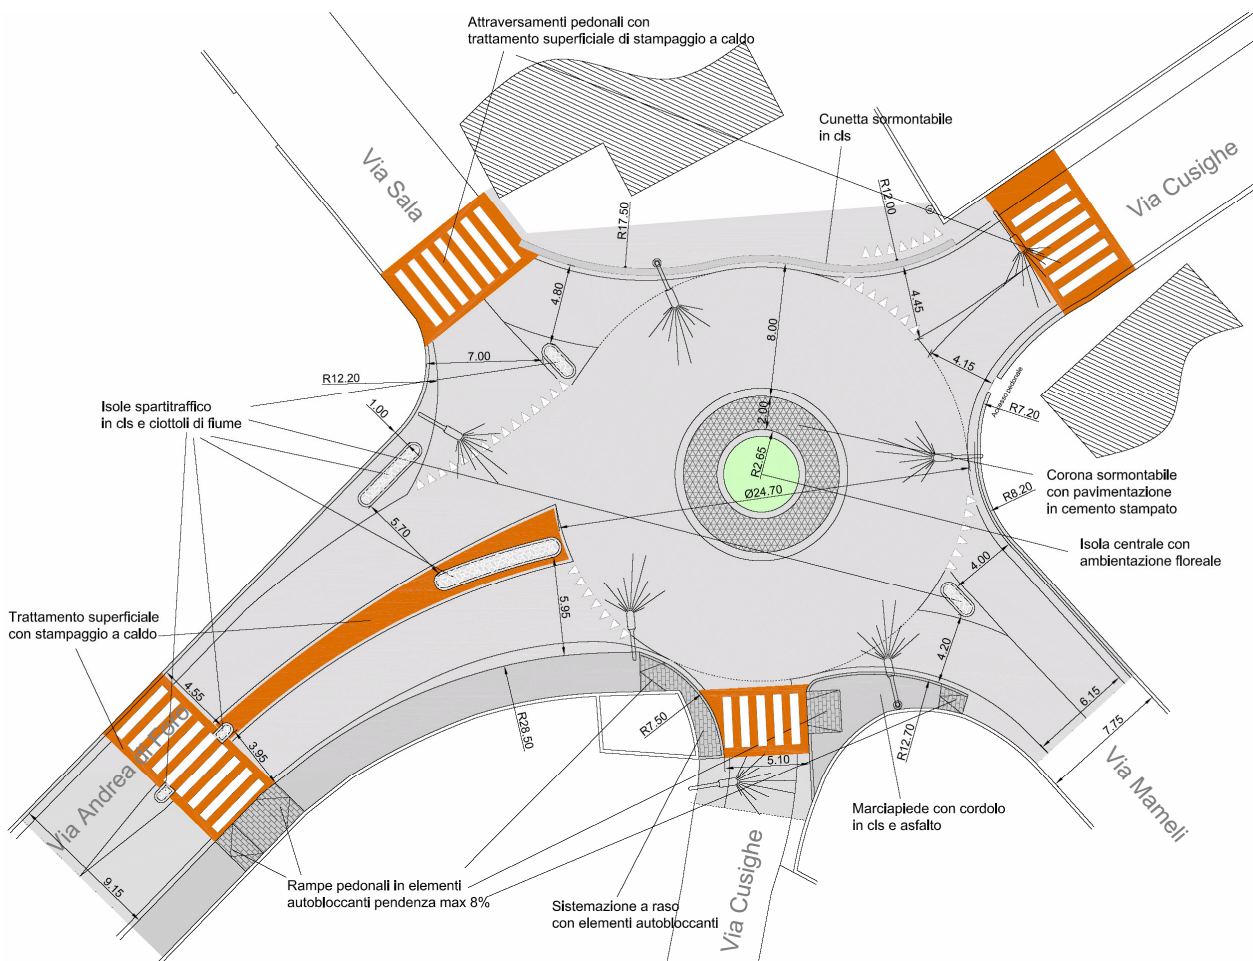 Attraversamenti pedonali con
trattamento superficiale di stampaggio a caldo
Cunetta sormontabile
in cls
Via Sala
Via Cusighe
R17.50
R12.00
4.80
8.00
4.45
4.15
7.00
R12.20
Accesso pedonale
R7.20
Isole spartitraffico
in cls e ciottoli di fiume
1.00
2.00
R2.65
Ø24.70
Corona sormontabile
con pavimentazione
in cemento stampato
R8.20
5.70
Isola centrale con
ambientazione floreale
4.00
5.95
Trattamento superficiale
con stampaggio a caldo
4.20
4.55
6.15
7.75
R28.50
R7.50
R12.70
3.95
5.10
Via Andrea di Foro
Via Mameli
Marciapiede con cordolo
in cls e asfalto
9.15
Rampe pedonali in elementi
autobloccanti pendenza max 8%
Sistemazione a raso
con elementi autobloccanti
Via Cusighe